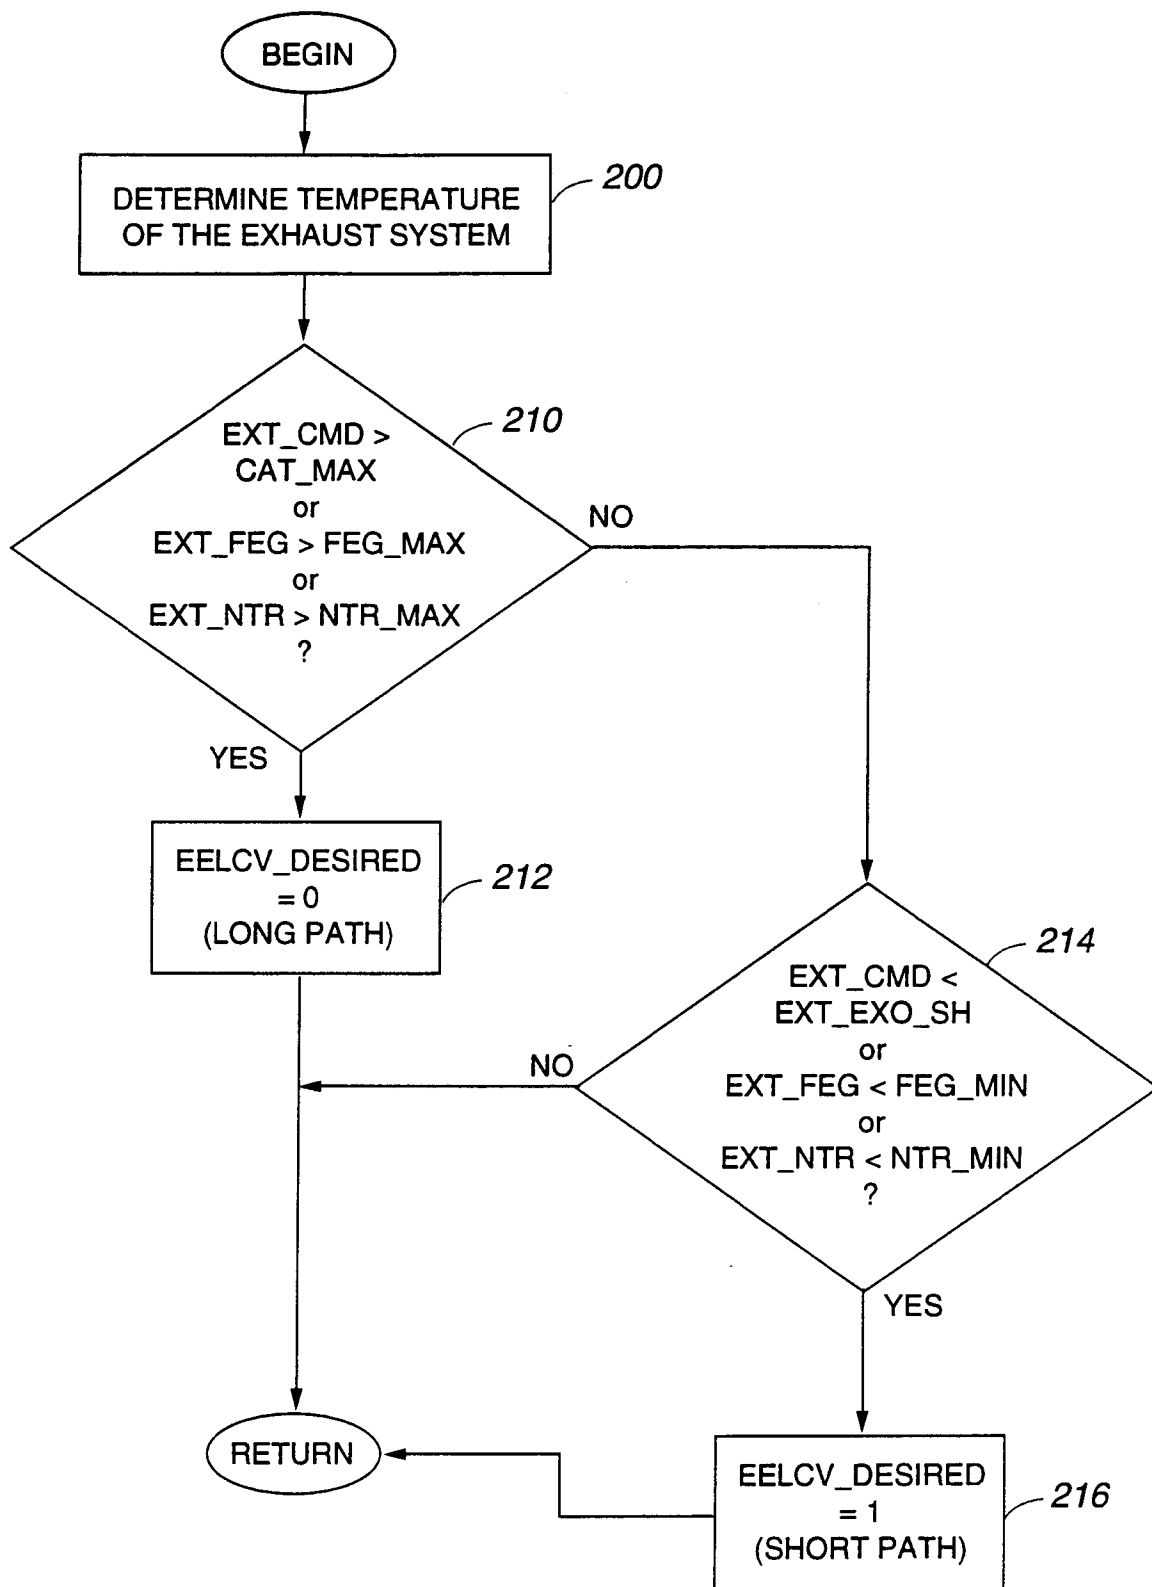 BEGIN
DETERMINE TEMPERATURE
OF THE EXHAUST SYSTEM
200
EXT_CMD >
CAT_MAX
or
EXT_FEG > FEG_MAX
or
EXT_NTR > NTR_MAX
?
210
NO
YES
EELCV_DESIRED
= 0
(LONG PATH)
212
EXT_CMD <
EXT_EXO_SH
or
EXT_FEG < FEG_MIN
or
EXT_NTR < NTR_MIN
?
214
NO
YES
RETURN
EELCV_DESIRED
= 1
(SHORT PATH)
216